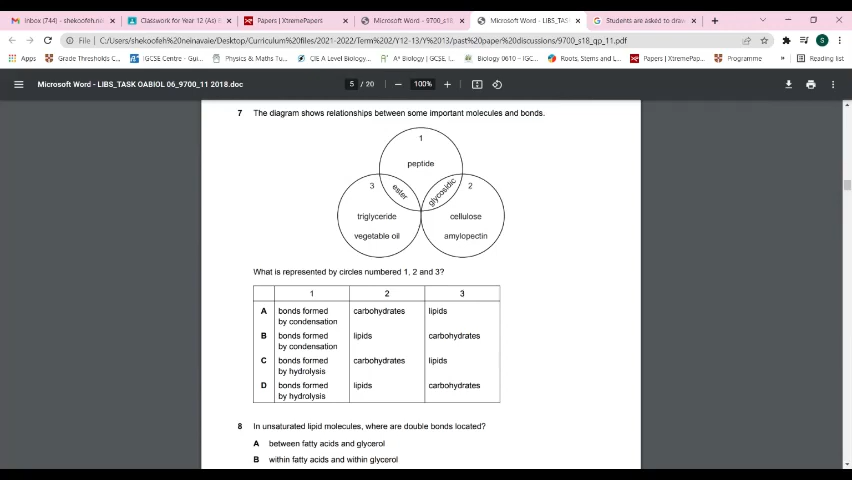 inbox (744) - shekoofeh.nei
Classwork for Year 12 (As) E
Papers | XtremePapers
Microsoft Word - 9700_s18_
Microsoft Word - LIBS_TASK
Students are asked to draw
File
C:/Users/shekoofeh%20neinavaie/Desktop/Curriculum%20files/2021-2022/Term%202/Y12-13/Y%2013/past%20paper%20discussions/9700_s18_qp_11.pdf
Apps
Grade Thresholds C...
IGCSE Centre - Gui...
Physics & Maths Tu...
CIE A Level Biology...
A* Biology | GCSE, I...
Biology 0610 – IGC...
Roots, Stems and L...
Papers | XtremePap...
Programme
»
Reading list
Microsoft Word - LIBS_TASK OABIOL 06_9700_11 2018.doc
5 / 20
100%
7 The diagram shows relationships between some important molecules and bonds.
1
peptide
3
ester
glycosidic
2
triglyceride
cellulose
vegetable oil
amylopectin
What is represented by circles numbered 1, 2 and 3?
1 2 3
A bonds formed by condensation carbohydrates lipids
B bonds formed by condensation lipids carbohydrates
C bonds formed by hydrolysis carbohydrates lipids
D bonds formed by hydrolysis lipids carbohydrates
8 In unsaturated lipid molecules, where are double bonds located?
A between fatty acids and glycerol
B within fatty acids and within glycerol